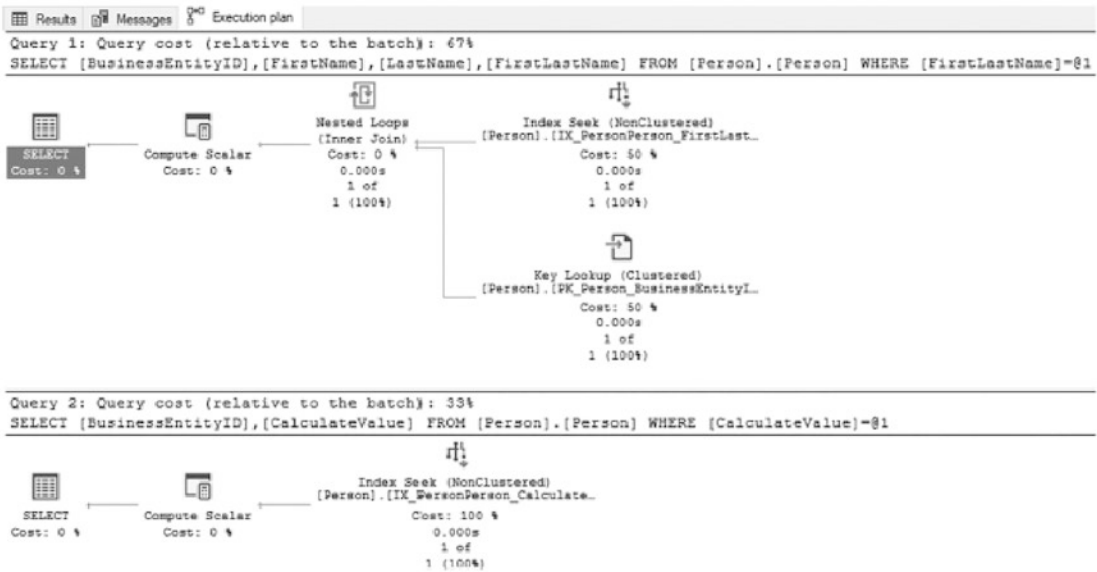 Results Messages Execution plan
Query 1: Query cost (relative to the batch): 67%
SELECT [BusinessEntityID],[FirstName],[LastName],[FirstLastName] FROM [Person].[Person] WHERE [FirstLastName]=@1
SELECT
Cost: 0 %
Compute Scalar
Cost: 0 %
Nested Loops
(Inner Join)
Cost: 0 %
0.000s
1 of
1 (100%)
Index Seek (NonClustered)
[Person].[IX_PersonPerson_FirstLast…
Cost: 50 %
0.000s
1 of
1 (100%)
Key Lookup (Clustered)
[Person].[PK_Person_BusinessEntityI…
Cost: 50 %
0.000s
1 of
1 (100%)
Query 2: Query cost (relative to the batch): 33%
SELECT [BusinessEntityID],[CalculateValue] FROM [Person].[Person] WHERE [CalculateValue]=@1
SELECT
Cost: 0 %
Compute Scalar
Cost: 0 %
Index Seek (NonClustered)
[Person].[IX_PersonPerson_Calculate…
Cost: 100 %
0.000s
1 of
1 (100%)